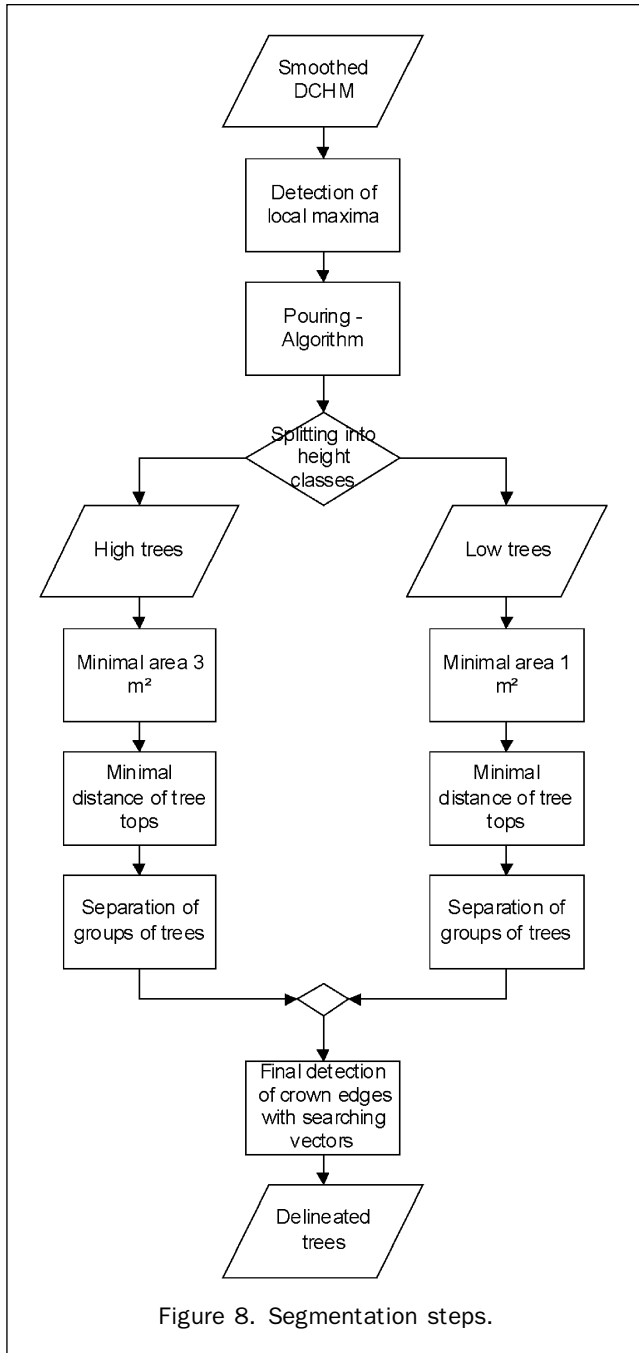 Smoothed
DCHM
Detection of
local maxima
Pouring -
Algorithm
Splitting into
height
classes
High trees
Low trees
Minimal area 3
m²
Minimal area 1
m²
Minimal
distance of tree
tops
Minimal
distance of tree
tops
Separation of
groups of trees
Separation of
groups of trees
Final detection
of crown edges
with searching
vectors
Delineated
trees
Figure 8. Segmentation steps.